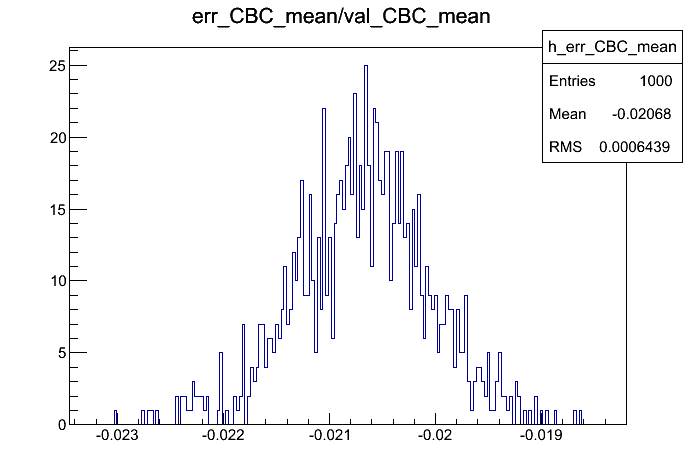 err_CBC_mean/val_CBC_mean
h_err_CBC_mean
Entries 1000
Mean -0.02068
RMS 0.0006439
25
20
15
10
5
0
-0.023 -0.022 -0.021 -0.02 -0.019